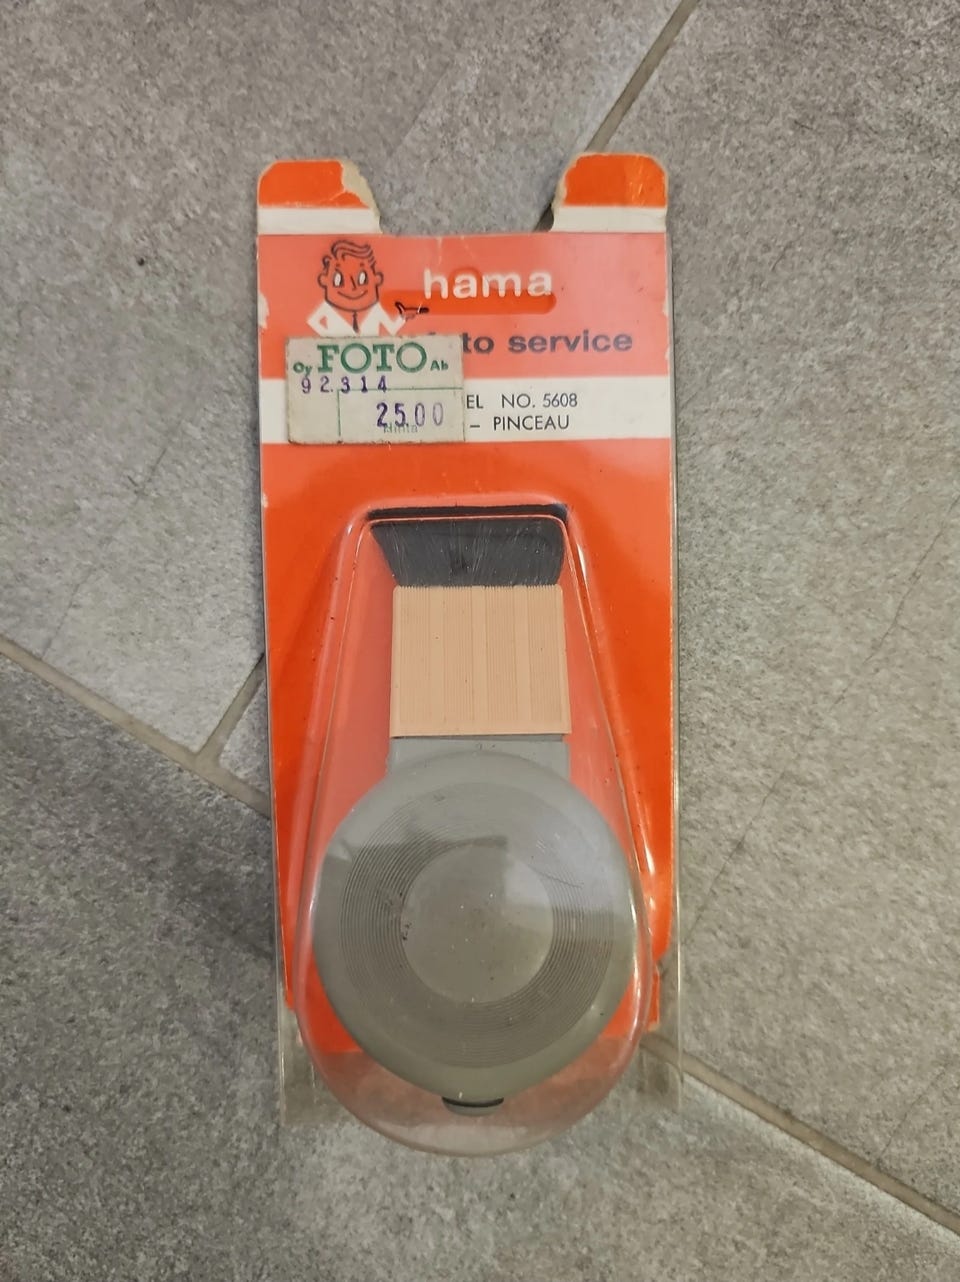 hama
to service
Oy FOTO Ab
92.314
25.00
EL NO. 5608
– PINCEAU